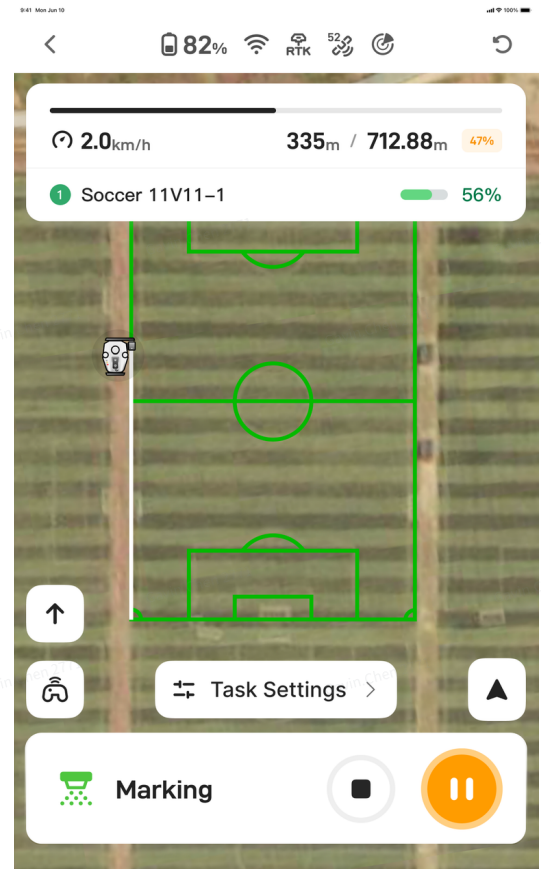 9:41 Mon Jun 10
100%
82%
RTK
52
2.0km/h
335m / 712.88m 47%
1 Soccer 11V11-1 56%
Task Settings
Marking